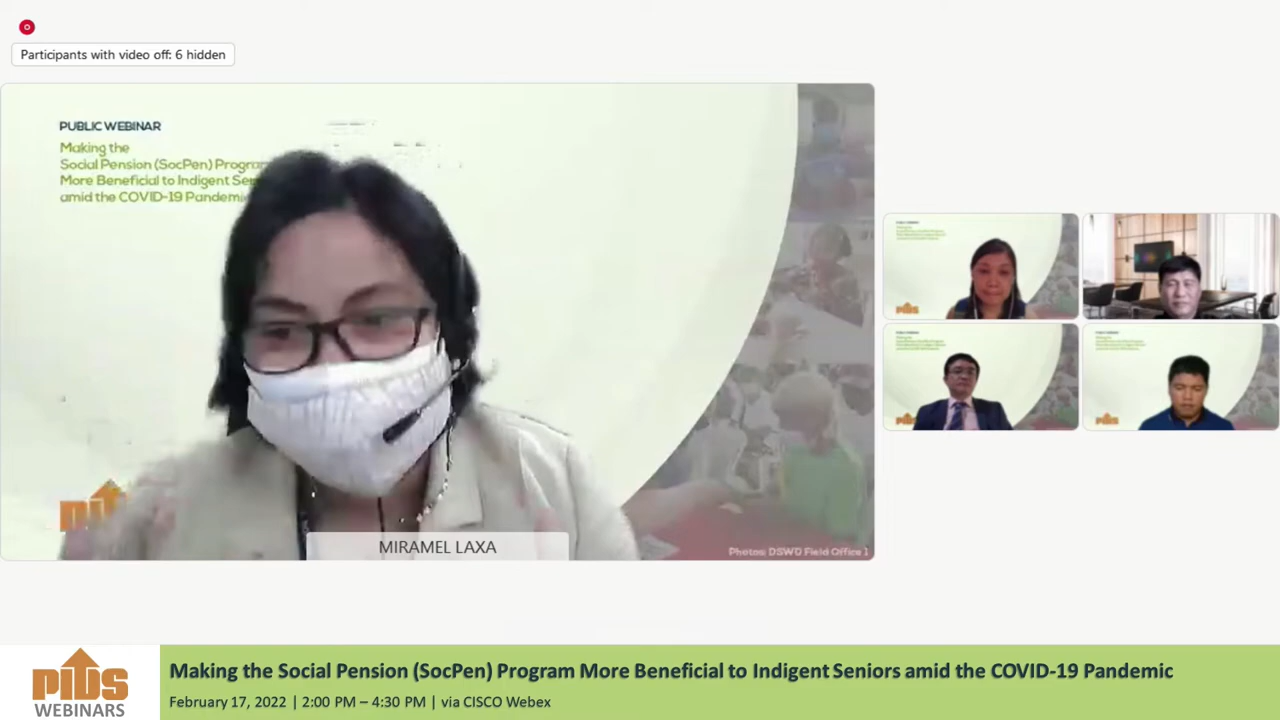 Participants with video off: 6 hidden
PUBLIC WEBINAR
Making the
Social Pension (SocPen) Program
More Beneficial to Indigent Se
amid the COVID-19 Pandemic
MIRAMEL LAXA
Photos: DSWD Field Office 1
PIDS
WEBINARS
Making the Social Pension (SocPen) Program More Beneficial to Indigent Seniors amid the COVID-19 Pandemic
February 17, 2022 | 2:00 PM – 4:30 PM | via CISCO Webex